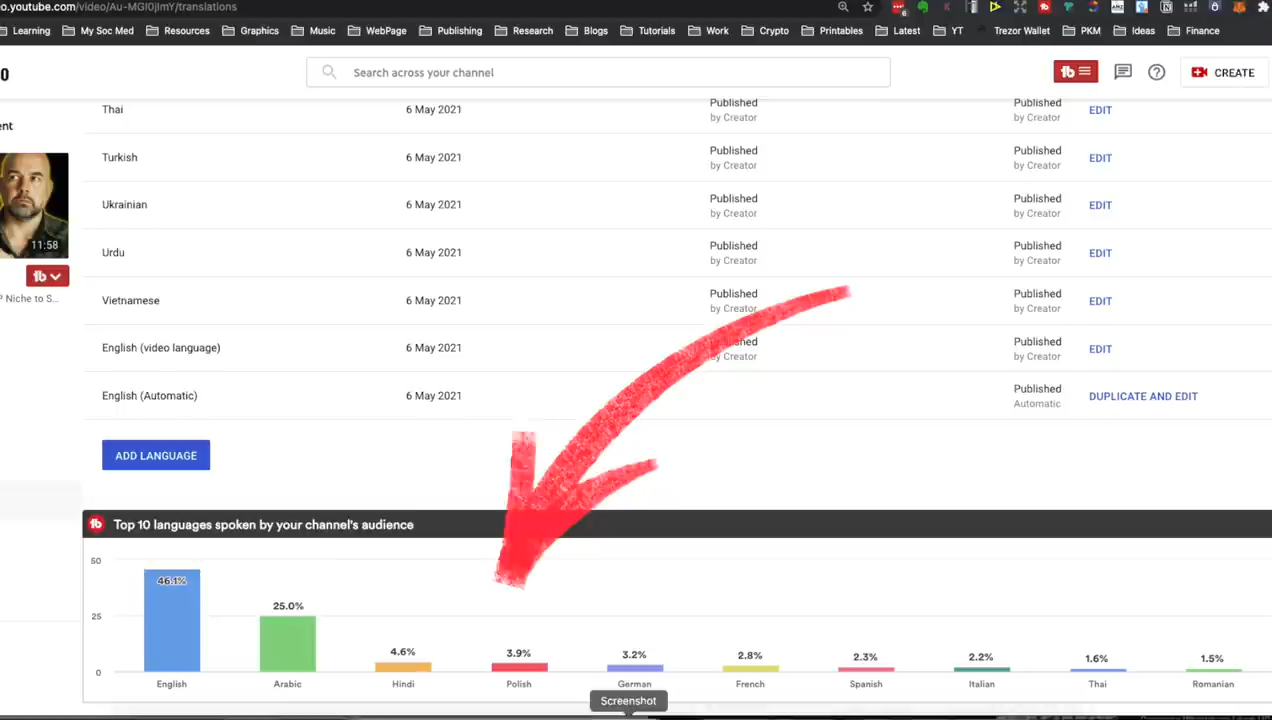 o.youtube.com/video/Au-MGI0jImY/translations
Learning My Soc Med Resources Graphics Music WebPage Publishing Research Blogs Tutorials Work Crypto Printables Latest YT Trezor Wallet PKM Ideas Finance
Search across your channel
CREATE
ent
11:58
P Niche to S...
Thai 6 May 2021 Published by Creator Published by Creator EDIT
Turkish 6 May 2021 Published by Creator Published by Creator EDIT
Ukrainian 6 May 2021 Published by Creator Published by Creator EDIT
Urdu 6 May 2021 Published by Creator Published by Creator EDIT
Vietnamese 6 May 2021 Published by Creator Published by Creator EDIT
English (video language) 6 May 2021 by Creator Published by Creator EDIT
English (Automatic) 6 May 2021 Published Automatic DUPLICATE AND EDIT
ADD LANGUAGE
Top 10 languages spoken by your channel's audience
50
25
0
46.1% 25.0% 4.6% 3.9% 3.2% 2.8% 2.3% 2.2% 1.6% 1.5%
English Arabic Hindi Polish German French Spanish Italian Thai Romanian
Screenshot